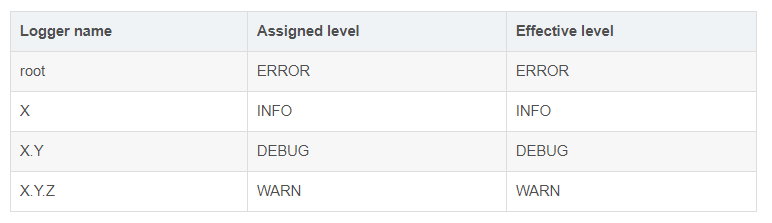 Logger name Assigned level Effective level
root ERROR ERROR
X INFO INFO
X.Y DEBUG DEBUG
X.Y.Z WARN WARN